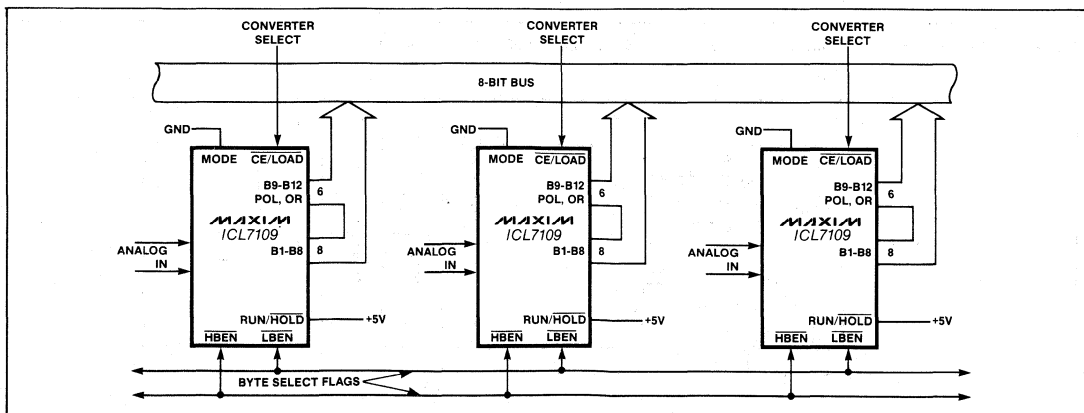 CONVERTER
SELECT
CONVERTER
SELECT
CONVERTER
SELECT
8-BIT BUS
GND
MODE
CE/LOAD
B9-B12
POL, OR
6
MAXIM
ICL7109
B1-B8
8
ANALOG
IN
RUN/HOLD
+5V
HBEN
LBEN
GND
MODE
CE/LOAD
B9-B12
POL, OR
6
MAXIM
ICL7109
B1-B8
8
ANALOG
IN
RUN/HOLD
+5V
HBEN
LBEN
GND
MODE
CE/LOAD
B9-B12
POL, OR
6
MAXIM
ICL7109
B1-B8
8
ANALOG
IN
RUN/HOLD
+5V
HBEN
LBEN
BYTE SELECT FLAGS